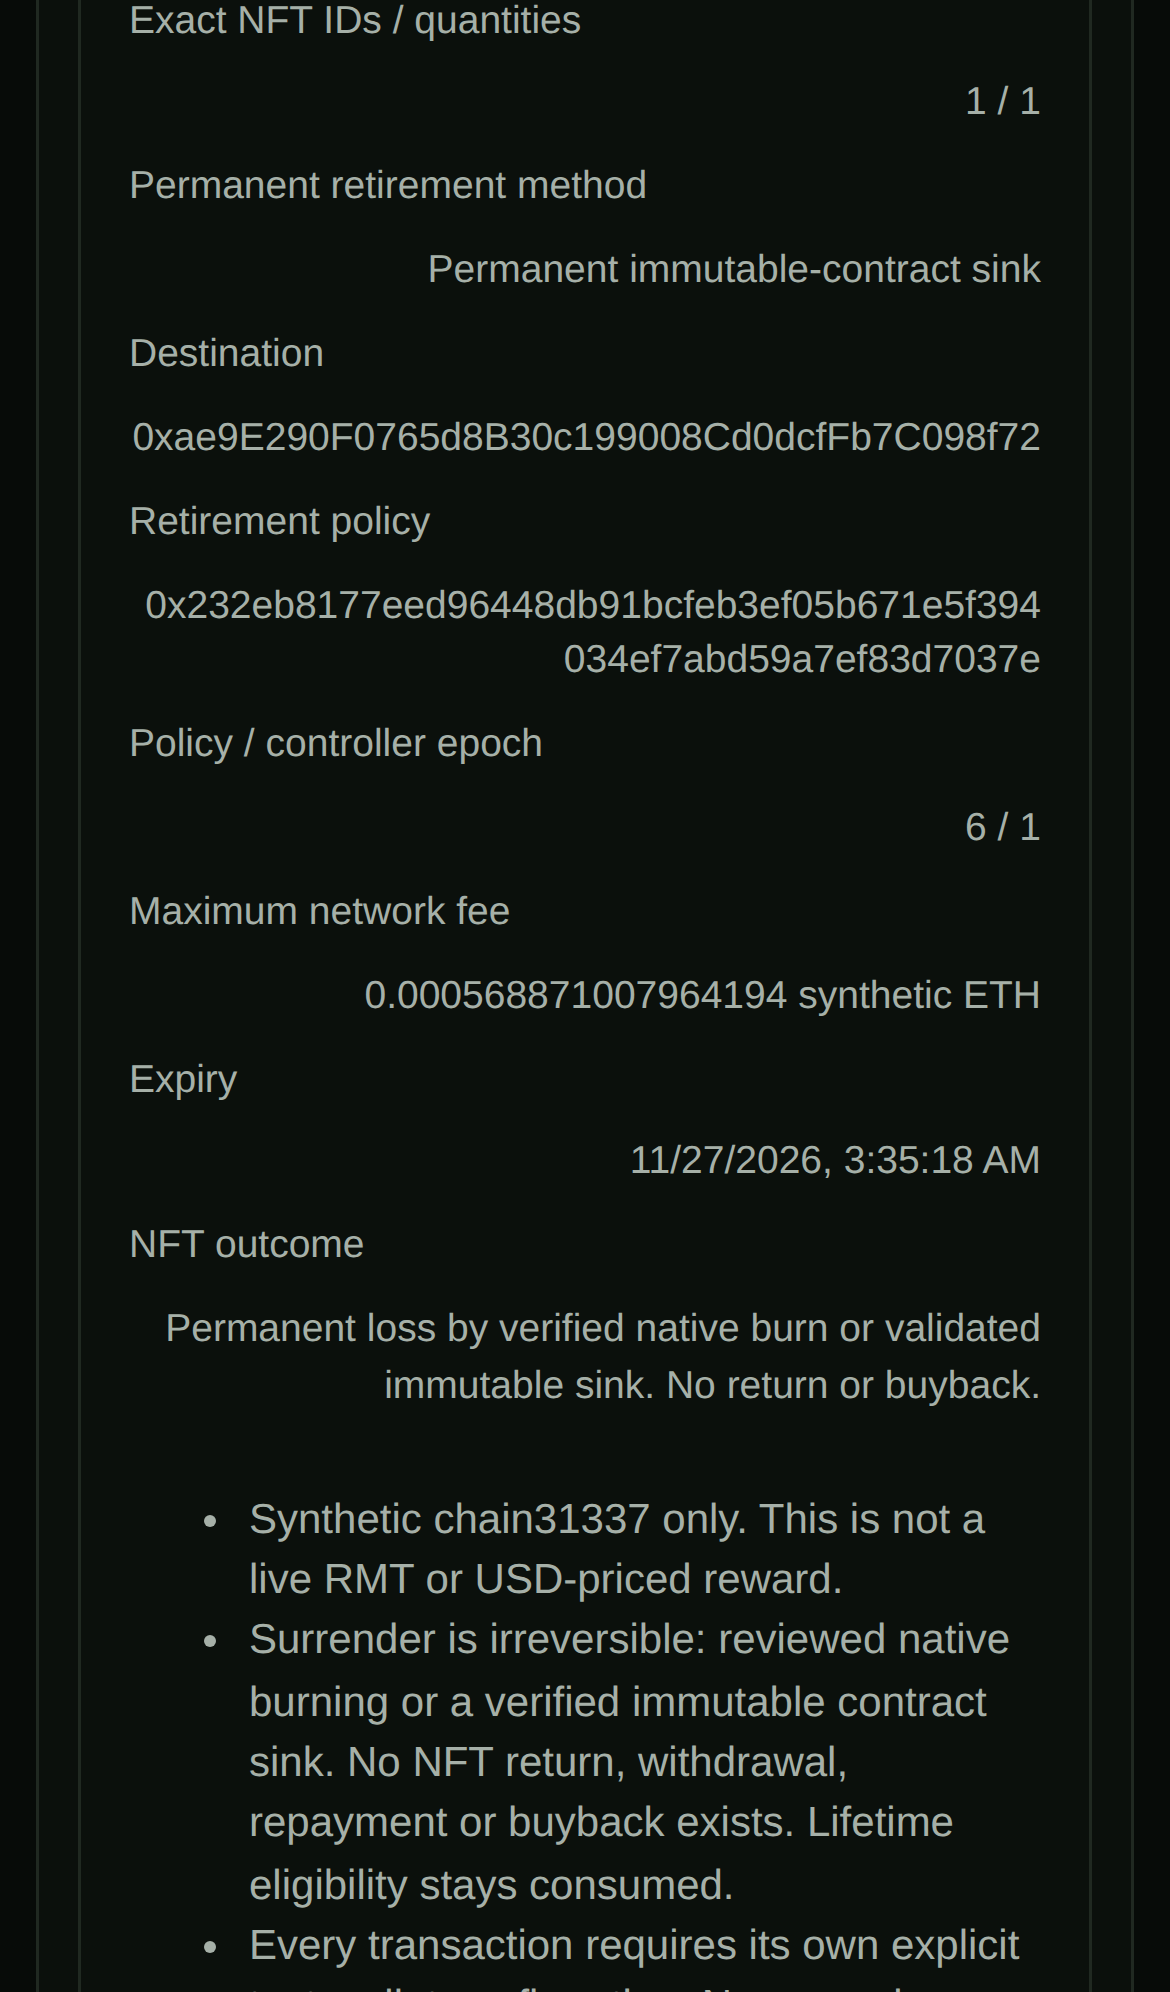 Exact NFT IDs / quantities
1 / 1
Permanent retirement method
Permanent immutable-contract sink
Destination
0xae9E290F0765d8B30c199008Cd0dcfFb7C098f72
Retirement policy
0x232eb8177eed96448db91bcfeb3ef05b671e5f394
034ef7abd59a7ef83d7037e
Policy / controller epoch
6 / 1
Maximum network fee
0.000568871007964194 synthetic ETH
Expiry
11/27/2026, 3:35:18 AM
NFT outcome
Permanent loss by verified native burn or validated
immutable sink. No return or buyback.
• Synthetic chain31337 only. This is not a
live RMT or USD-priced reward.
• Surrender is irreversible: reviewed native
burning or a verified immutable contract
sink. No NFT return, withdrawal,
repayment or buyback exists. Lifetime
eligibility stays consumed.
• Every transaction requires its own explicit